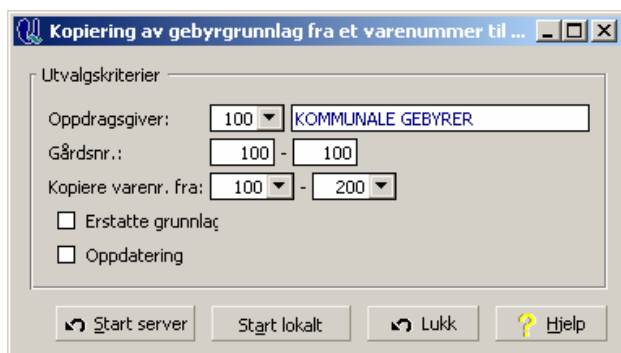 Kopiering av gebyrgrunnlag fra et varenummer til ...
Utvalgskriterier
Oppdragsgiver: 100 KOMMUNALE GEBYRER
Gårdsnr.: 100 - 100
Kopiere varenr. fra: 100 - 200
Erstatte grunnlag
Oppdatering
Start server Start lokalt Lukk ? Hjelp